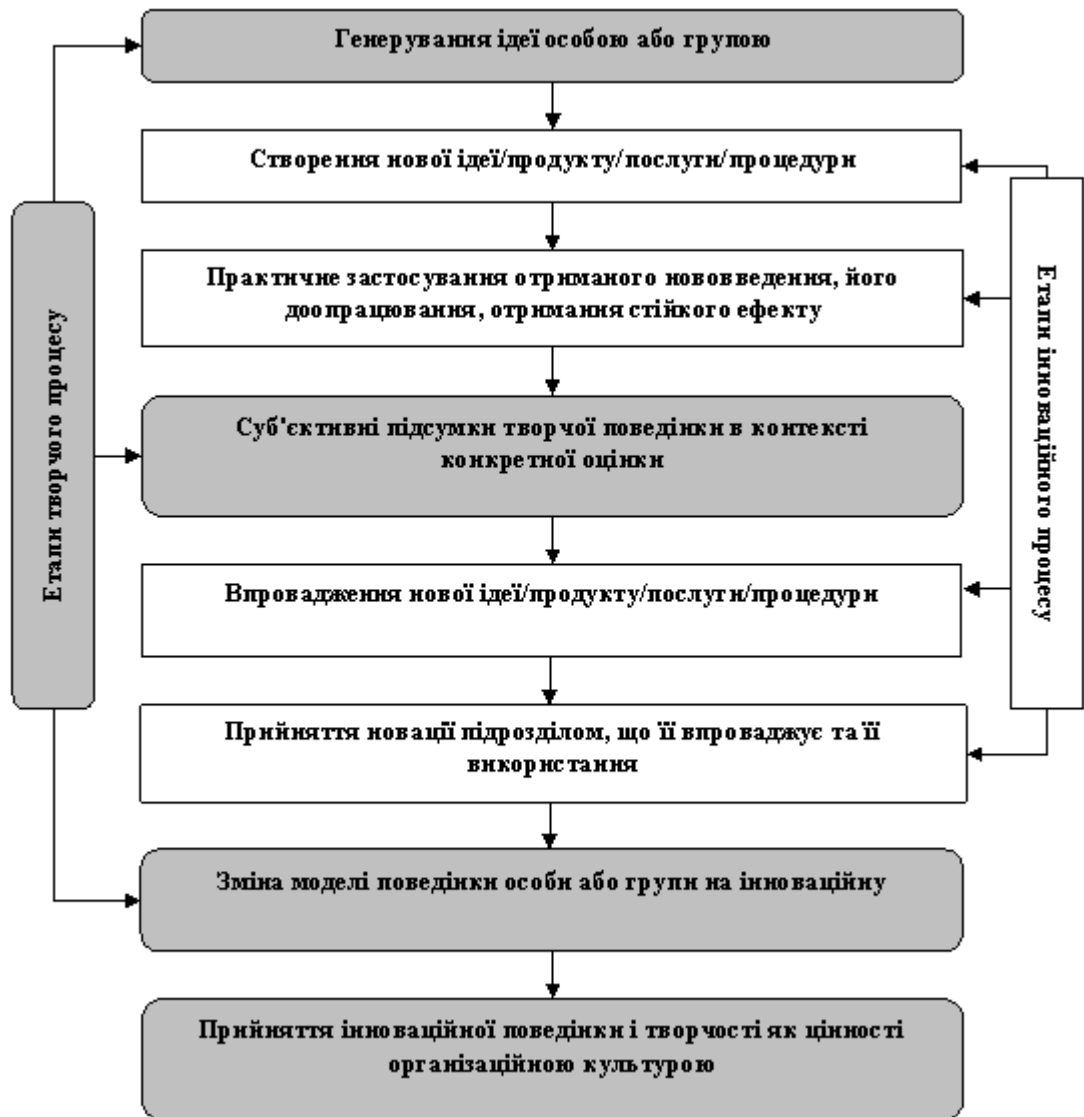 Генерування ідеї особою або групою
Створення нової ідеї/продукту/послуги/процедури
Практичне застосування отриманого нововведення, його
доопрацювання, отримання стійкого ефекту
Суб'єктивні підсумки творчої поведінки в контексті
конкретної оцінки
Впровадження нової ідеї/продукту/послуги/процедури
Прийняття новації підрозділом, що її впроваджує та її
використання
Зміна моделі поведінки особи або групи на інноваційну
Прийняття інноваційної поведінки і творчості як цінності
організаційною культурою
Етапи творчого процесу
Етапи інноваційного процесу